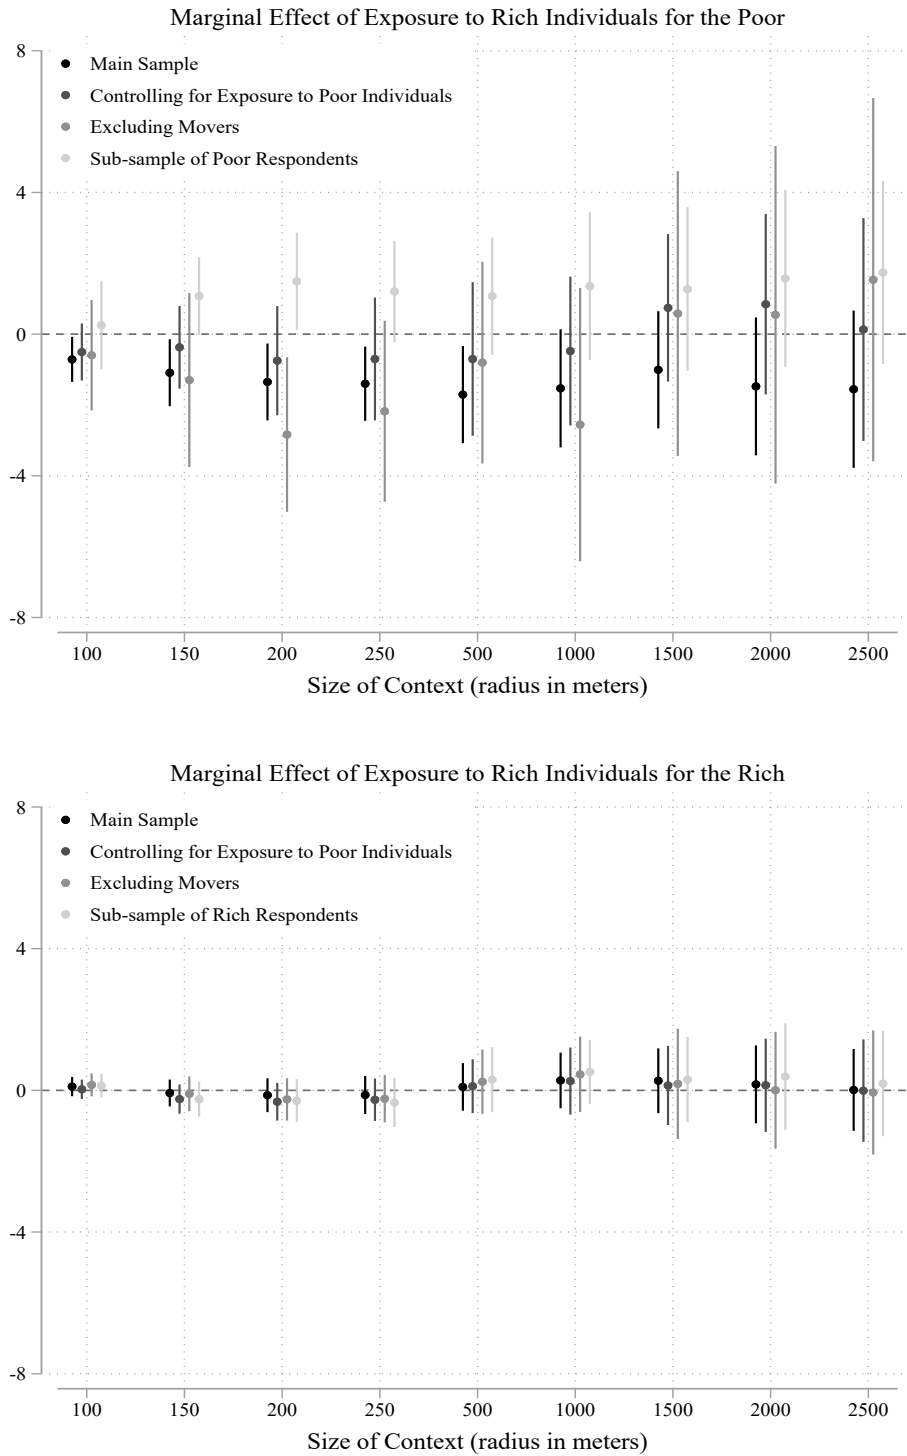 Marginal Effect of Exposure to Rich Individuals for the Poor
8
Main Sample
Controlling for Exposure to Poor Individuals
Excluding Movers
Sub-sample of Poor Respondents
4
0
-4
-8
100 150 200 250 500 1000 1500 2000 2500
Size of Context (radius in meters)
Marginal Effect of Exposure to Rich Individuals for the Rich
8
Main Sample
Controlling for Exposure to Poor Individuals
Excluding Movers
Sub-sample of Rich Respondents
4
0
-4
-8
100 150 200 250 500 1000 1500 2000 2500
Size of Context (radius in meters)